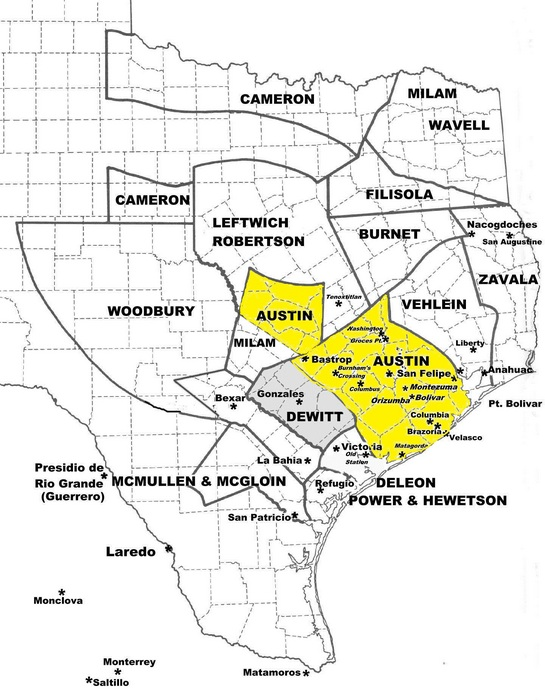 CAMERON
MILAM
WAVELL
CAMERON
FILISOLA
LEFTWICH
ROBERTSON
BURNET
Nacogdoches
San Augustine
ZAVALA
WOODBURY
AUSTIN
Tenoxtitlan
VEHLEIN
Washington
Groces Pt.
MILAM
Liberty
Bastrop
AUSTIN
Burnham's
Crossing
San Felipe
Anahuac
Columbus
Montezuma
Bolivar
Orizumba
Pt. Bolivar
Bexar
Gonzales
DEWITT
Columbia
Brazoria
Velasco
Victoria
Old
Station
Matagorda
La Bahia
Presidio de
Rio Grande
(Guerrero)
MCMULLEN & MCGLOIN
Refugio
DELEON
POWER & HEWETSON
San Patricio
Laredo
Monclova
Monterrey
Saltillo
Matamoros